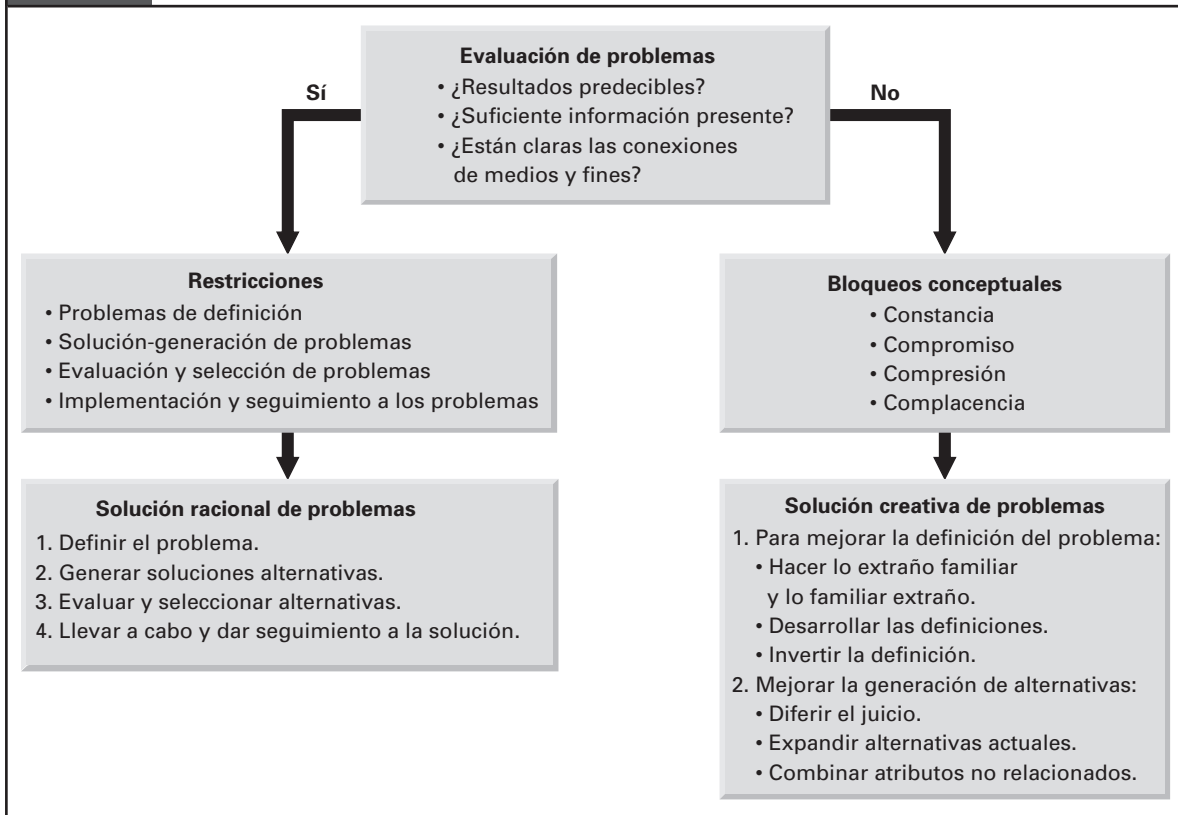 Evaluación de problemas
• ¿Resultados predecibles?
• ¿Suficiente información presente?
• ¿Están claras las conexiones
de medios y fines?
Sí
No
Restricciones
• Problemas de definición
• Solución-generación de problemas
• Evaluación y selección de problemas
• Implementación y seguimiento a los problemas
Bloqueos conceptuales
• Constancia
• Compromiso
• Compresión
• Complacencia
Solución racional de problemas
1. Definir el problema.
2. Generar soluciones alternativas.
3. Evaluar y seleccionar alternativas.
4. Llevar a cabo y dar seguimiento a la solución.
Solución creativa de problemas
1. Para mejorar la definición del problema:
• Hacer lo extraño familiar
y lo familiar extraño.
• Desarrollar las definiciones.
• Invertir la definición.
2. Mejorar la generación de alternativas:
• Diferir el juicio.
• Expandir alternativas actuales.
• Combinar atributos no relacionados.